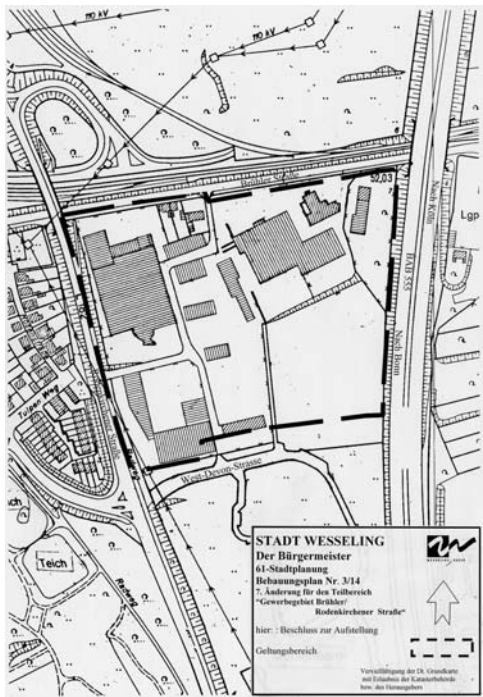 110 kV
110 kV
Brühler Straße
52,03
Nach Köln
Lgp
BAB 555
Nach Bonn
Tulpen Weg
West-Devon-Strasse
Teich
Radweg
STADT WESSELING
Der Bürgermeister
61-Stadtplanung
Bebauungsplan Nr. 3/14
7. Änderung für den Teilbereich
"Gewerbegebiet Brühler/
Rodenkirchener Straße"
hier: : Beschluss zur Aufstellung
Geltungsbereich
Vervielfältigung der Dt. Grundkarte
mit Erlaubnis der Katasterbehörde
bzw. des Herausgebers